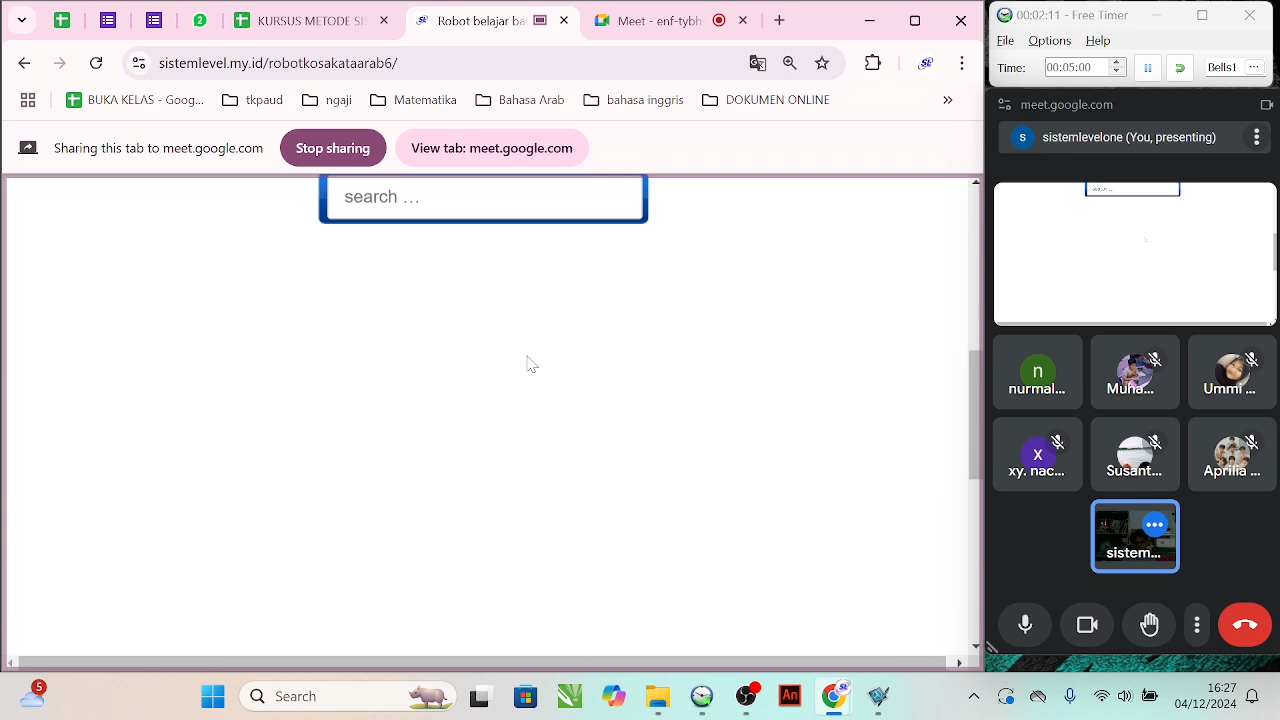 KURSUS METODE SI
Robot belajar ba
Meet - enf-tybh
00:02:11 - Free Timer
File Options Help
Time: 00:05:00 Bells1 ...
sistemlevel.my.id/robotkosakataarab6/
BUKA KELAS - Goog...
tkpaud
ngaji
Matematika
Bahasa Arab
bahasa inggris
DOKUMEN ONLINE
»
meet.google.com
Sharing this tab to meet.google.com
Stop sharing
View tab: meet.google.com
s sistemlevelone (You, presenting)
search …
n
nurmal...
Muha...
Ummi ...
x
xy. nac...
Susant...
Aprilia ...
sistem...
5
Search
An
16:27
04/12/2024
2